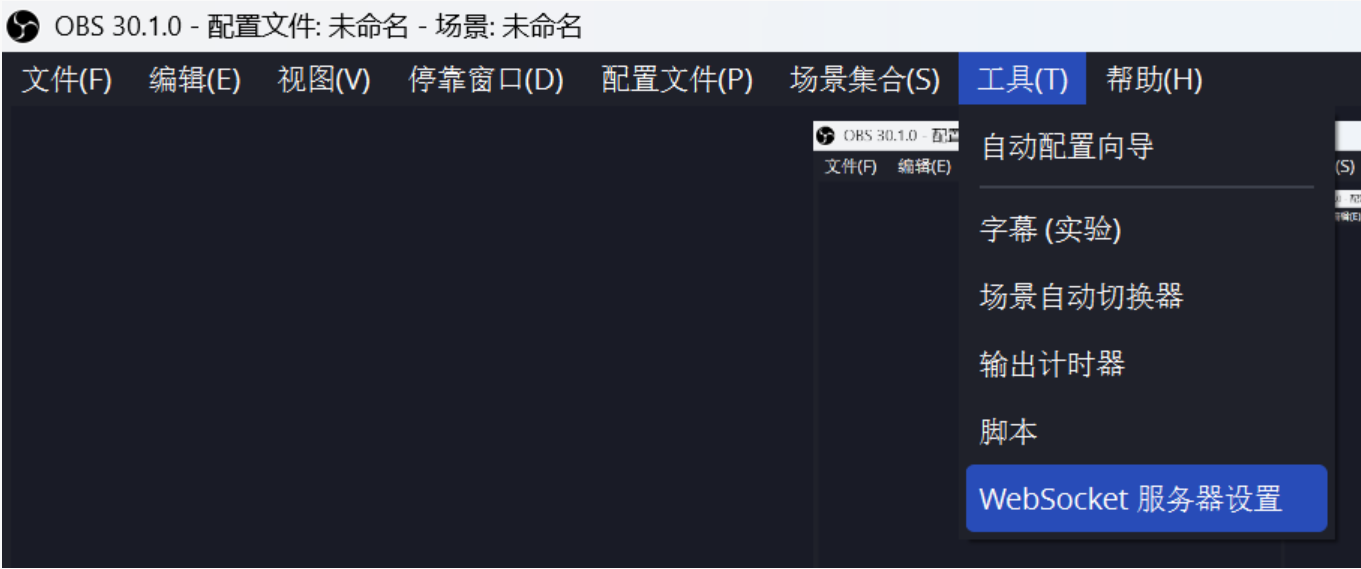 OBS 30.1.0 - 配置文件: 未命名 - 场景: 未命名
文件(F) 编辑(E) 视图(V) 停靠窗口(D) 配置文件(P) 场景集合(S) 工具(T) 帮助(H)
OBS 30.1.0 - 配置
文件(F) 编辑(E)
(S)
自动配置向导
字幕 (实验)
场景自动切换器
输出计时器
脚本
WebSocket 服务器设置